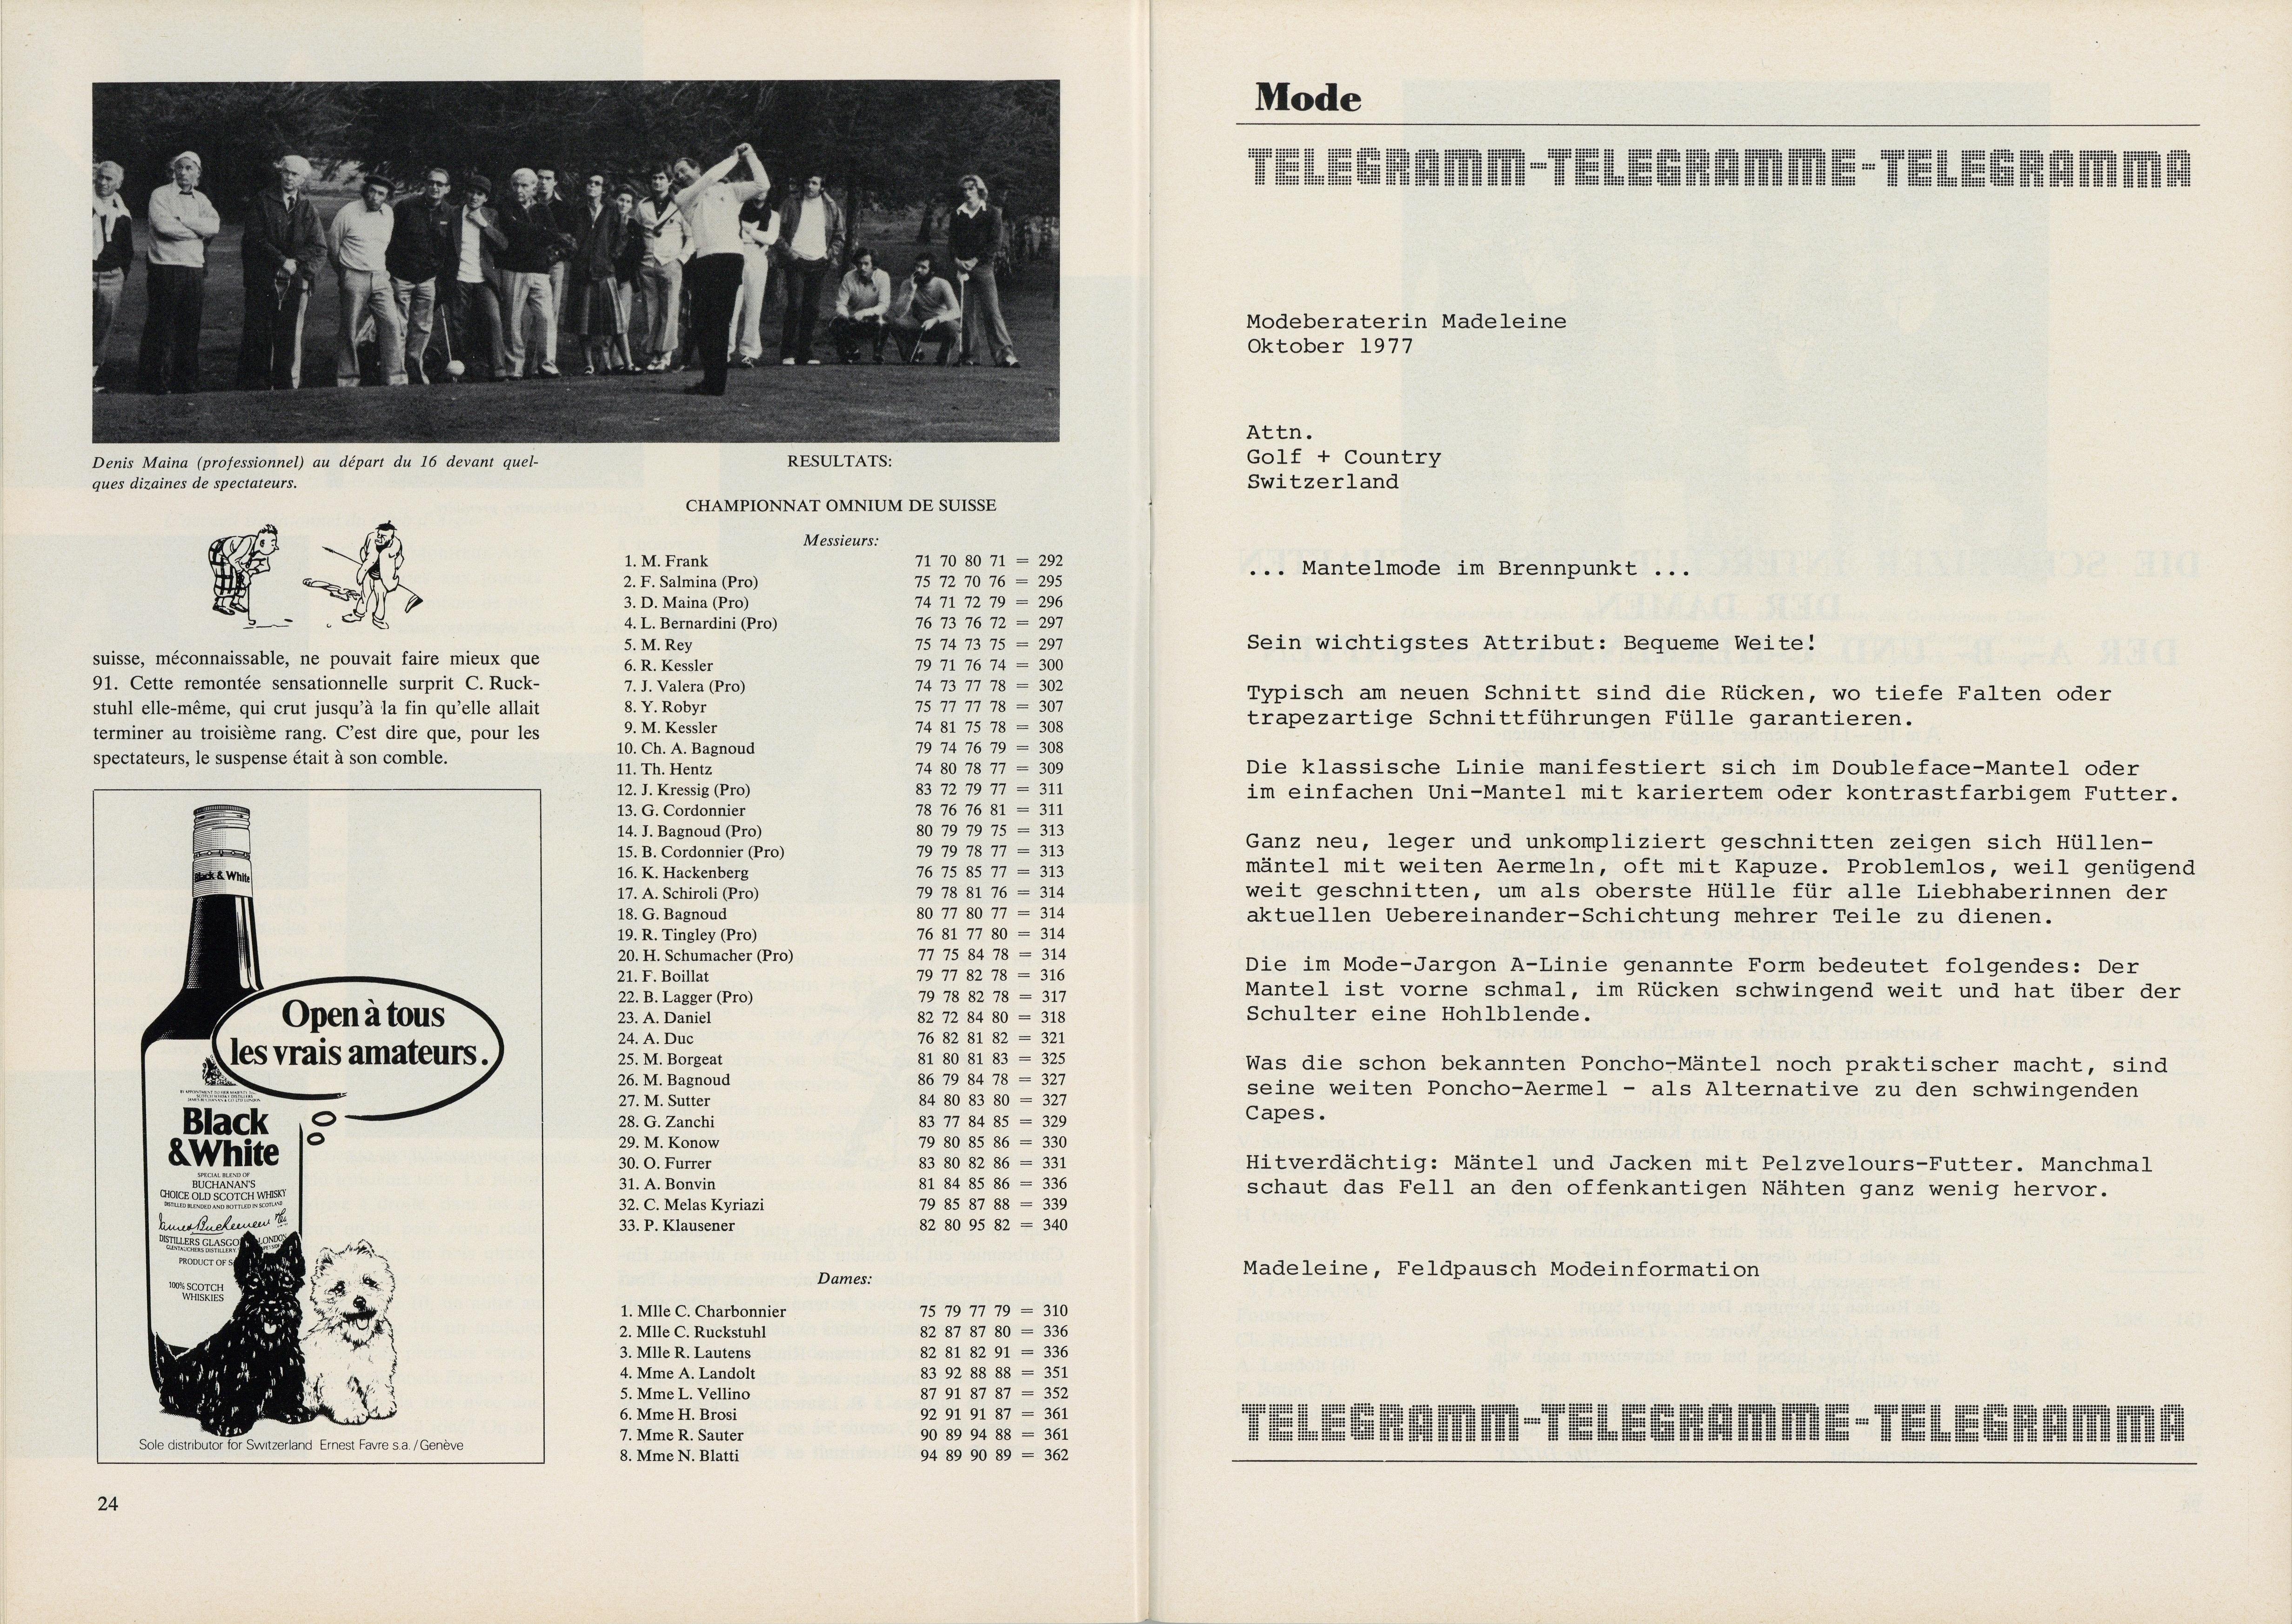 Denis Maina (professionnel) au départ du 16 devant quel-
ques dizaines de spectateurs.
suisse, méconnaissable, ne pouvait faire mieux que
91. Cette remontée sensationnelle surprit C. Ruck-
stuhl elle-même, qui crut jusqu'à la fin qu'elle allait
terminer au troisième rang. C'est dire que, pour les
spectateurs, le suspense était à son comble.
Black & White
Open à tous
les vrais amateurs.
Black
&White
SPECIAL BLEND OF
BUCHANAN'S
CHOICE OLD SCOTCH WHISKY
DISTILLED BLENDED AND BOTTLED IN SCOTLAND
James Buchanan
DISTILLERS GLASGO LONDON
PRODUCT OF S
100% SCOTCH
WHISKIES
Sole distributor for Switzerland Ernest Favre s.a. / Genève
24
RESULTATS:
CHAMPIONNAT OMNIUM DE SUISSE
Messieurs:
1. M. Frank 71 70 80 71 = 292
2. F. Salmina (Pro) 75 72 70 76 = 295
3. D. Maina (Pro) 74 71 72 79 = 296
4. L. Bernardini (Pro) 76 73 76 72 = 297
5. M. Rey 75 74 73 75 = 297
6. R. Kessler 79 71 76 74 = 300
7. J. Valera (Pro) 74 73 77 78 = 302
8. Y. Robyr 75 77 77 78 = 307
9. M. Kessler 74 81 75 78 = 308
10. Ch. A. Bagnoud 79 74 76 79 = 308
11. Th. Hentz 74 80 78 77 = 309
12. J. Kressig (Pro) 83 72 79 77 = 311
13. G. Cordonnier 78 76 76 81 = 311
14. J. Bagnoud (Pro) 80 79 79 75 = 313
15. B. Cordonnier (Pro) 79 79 78 77 = 313
16. K. Hackenberg 76 75 85 77 = 313
17. A. Schiroli (Pro) 79 78 81 76 = 314
18. G. Bagnoud 80 77 80 77 = 314
19. R. Tingley (Pro) 76 81 77 80 = 314
20. H. Schumacher (Pro) 77 75 84 78 = 314
21. F. Boillat 79 77 82 78 = 316
22. B. Lagger (Pro) 79 78 82 78 = 317
23. A. Daniel 82 72 84 80 = 318
24. A. Duc 76 82 81 82 = 321
25. M. Borgeat 81 80 81 83 = 325
26. M. Bagnoud 86 79 84 78 = 327
27. M. Sutter 84 80 83 80 = 327
28. G. Zanchi 83 77 84 85 = 329
29. M. Konow 79 80 85 86 = 330
30. O. Furrer 83 80 82 86 = 331
31. A. Bonvin 81 84 85 86 = 336
32. C. Melas Kyriazi 79 85 87 88 = 339
33. P. Klausener 82 80 95 82 = 340
Dames:
1. Mlle C. Charbonnier 75 79 77 79 = 310
2. Mlle C. Ruckstuhl 82 87 87 80 = 336
3. Mlle R. Lautens 82 81 82 91 = 336
4. Mme A. Landolt 83 92 88 88 = 351
5. Mme L. Vellino 87 91 87 87 = 352
6. Mme H. Brosi 92 91 91 87 = 361
7. Mme R. Sauter 90 89 94 88 = 361
8. Mme N. Blatti 94 89 90 89 = 362
Mode
TELEGRAMM-TELEGRAMME-TELEGRAMMA
Modeberaterin Madeleine
Oktober 1977
Attn.
Golf + Country
Switzerland
... Mantelmode im Brennpunkt ...
Sein wichtigstes Attribut: Bequeme Weite!
Typisch am neuen Schnitt sind die Rücken, wo tiefe Falten oder
trapezartige Schnittführungen Fülle garantieren.
Die klassische Linie manifestiert sich im Doubleface-Mantel oder
im einfachen Uni-Mantel mit kariertem oder kontrastfarbigem Futter.
Ganz neu, leger und unkompliziert geschnitten zeigen sich Hüllen-
mäntel mit weiten Aermeln, oft mit Kapuze. Problemlos, weil genügend
weit geschnitten, um als oberste Hülle für alle Liebhaberinnen der
aktuellen Uebereinander-Schichtung mehrer Teile zu dienen.
Die im Mode-Jargon A-Linie genannte Form bedeutet folgendes: Der
Mantel ist vorne schmal, im Rücken schwingend weit und hat über der
Schulter eine Hohlblende.
Was die schon bekannten Poncho-Mäntel noch praktischer macht, sind
seine weiten Poncho-Aermel - als Alternative zu den schwingenden
Capes.
Hitverdächtig: Mäntel und Jacken mit Pelzvelours-Futter. Manchmal
schaut das Fell an den offenkantigen Nähten ganz wenig hervor.
Madeleine, Feldpausch Modeinformation
TELEGRAMM-TELEGRAMME-TELEGRAMMA